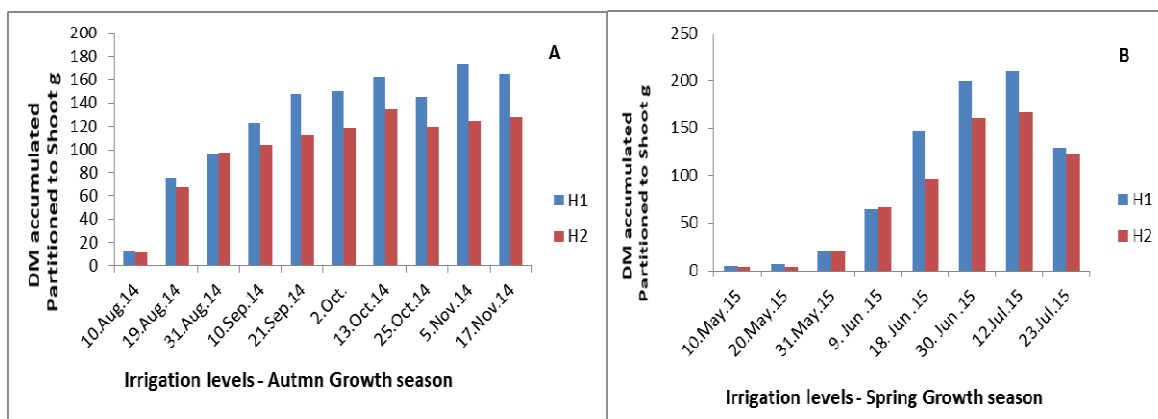 A
DM accumulated
Partitioned to Shoot g
200
180
160
140
120
100
80
60
40
20
0
10.Aug.14
19.Aug.14
31.Aug.14
10.Sep.14
21.Sep.14
2.Oct.
13.Oct.14
25.Oct.14
5.Nov.14
17.Nov.14
H1
H2
Irrigation levels - Autmn Growth season
B
DM accumulated
Partitioned to Shoot g
250
200
150
100
50
0
10.May.15
20.May.15
31.May.15
9. Jun .15
18. Jun .15
30. Jun .15
12.Jul.15
23.Jul.15
H1
H2
Irrigation levels - Spring Growth season